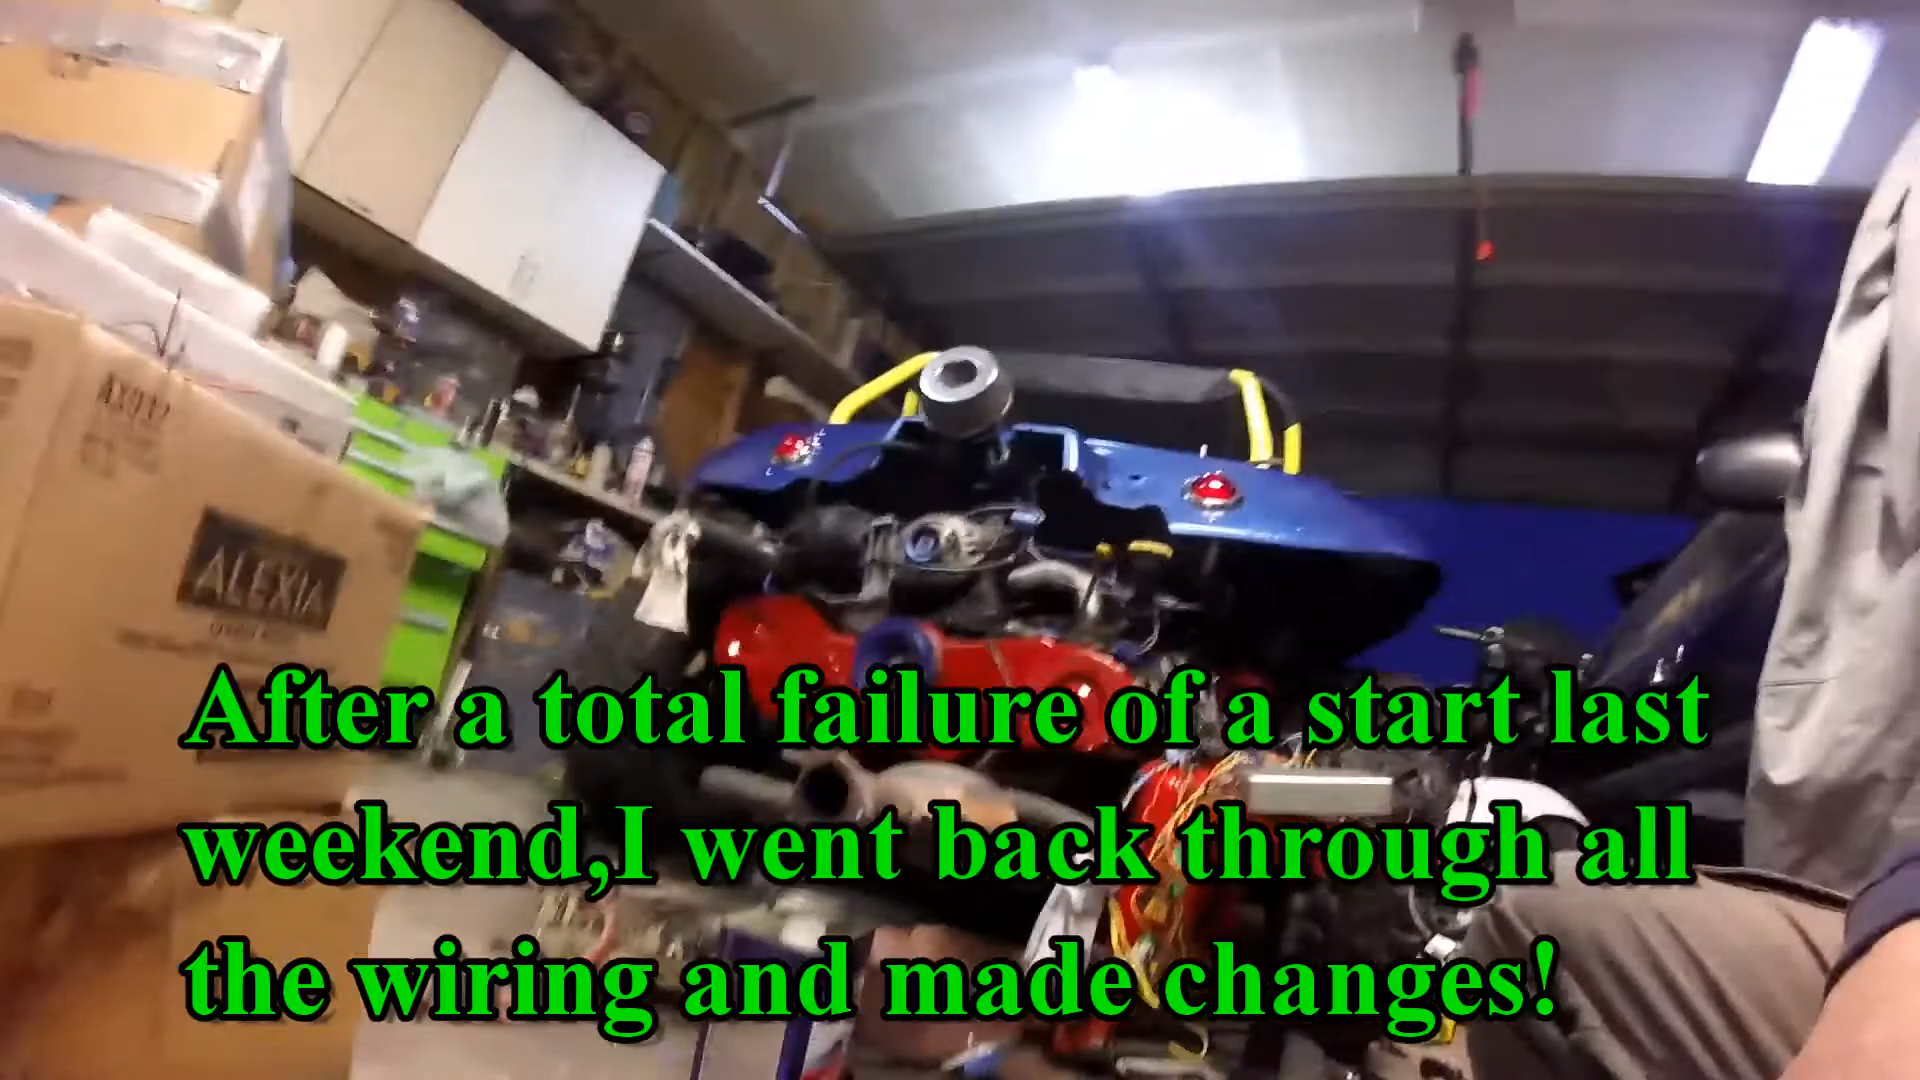 ALEXIA
After a total failure of a start last
weekend,I went back through all
the wiring and made changes!